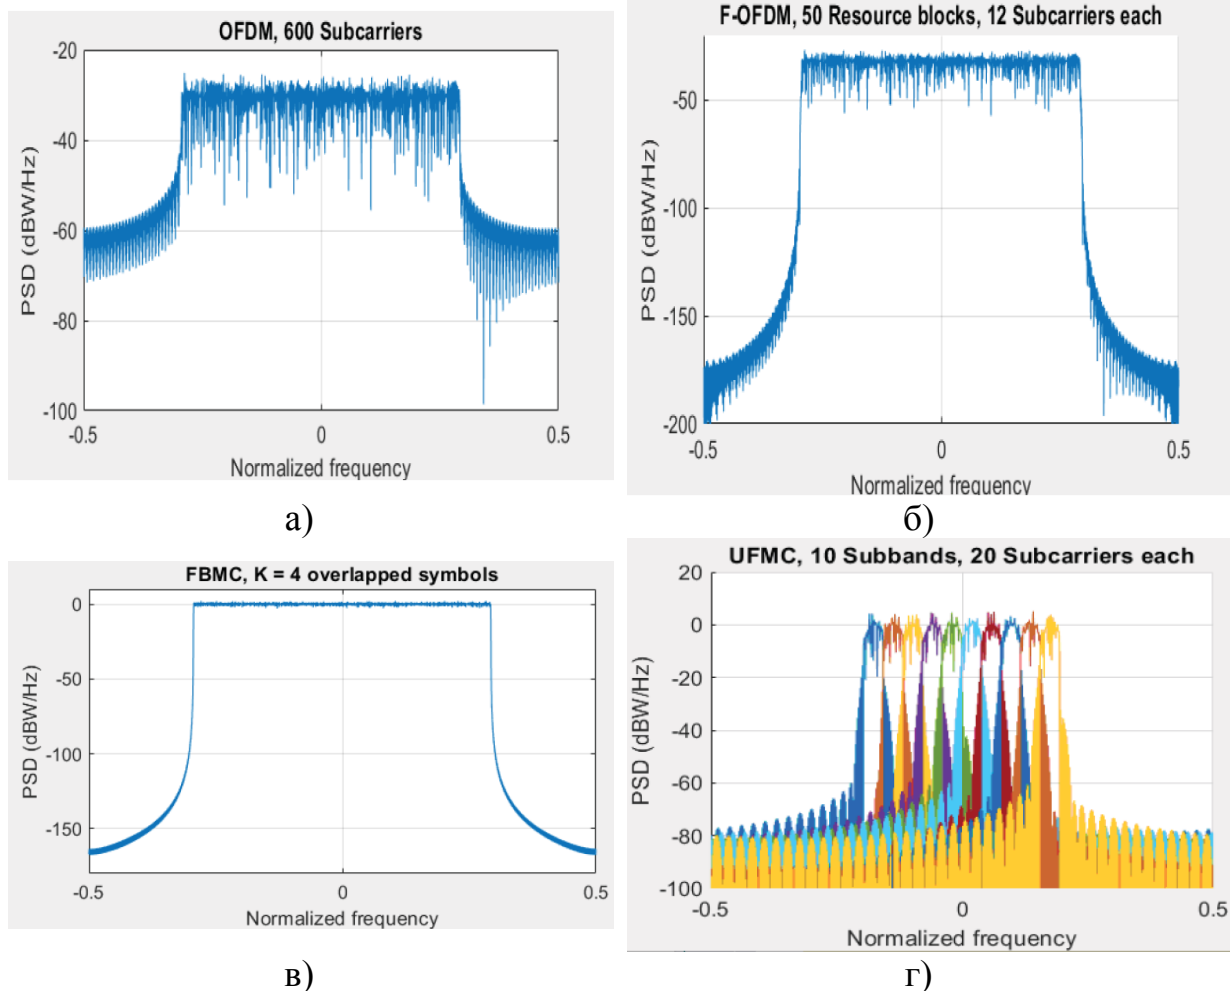 OFDM, 600 Subcarriers
-20
-40
-60
-80
-100
PSD (dBW/Hz)
-0.5
0
0.5
Normalized frequency
а)
F-OFDM, 50 Resource blocks, 12 Subcarriers each
-50
-100
-150
-200
PSD (dBW/Hz)
-0.5
0
0.5
Normalized frequency
б)
FBMC, K = 4 overlapped symbols
0
-50
-100
-150
PSD (dBW/Hz)
-0.5
0
0.5
Normalized frequency
в)
UFMC, 10 Subbands, 20 Subcarriers each
20
0
-20
-40
-60
-80
-100
PSD (dBW/Hz)
-0.5
0
0.5
Normalized frequency
г)